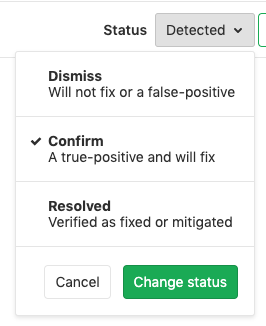 Status Detected
Dismiss
Will not fix or a false-positive
Confirm
A true-positive and will fix
Resolved
Verified as fixed or mitigated
Cancel Change status